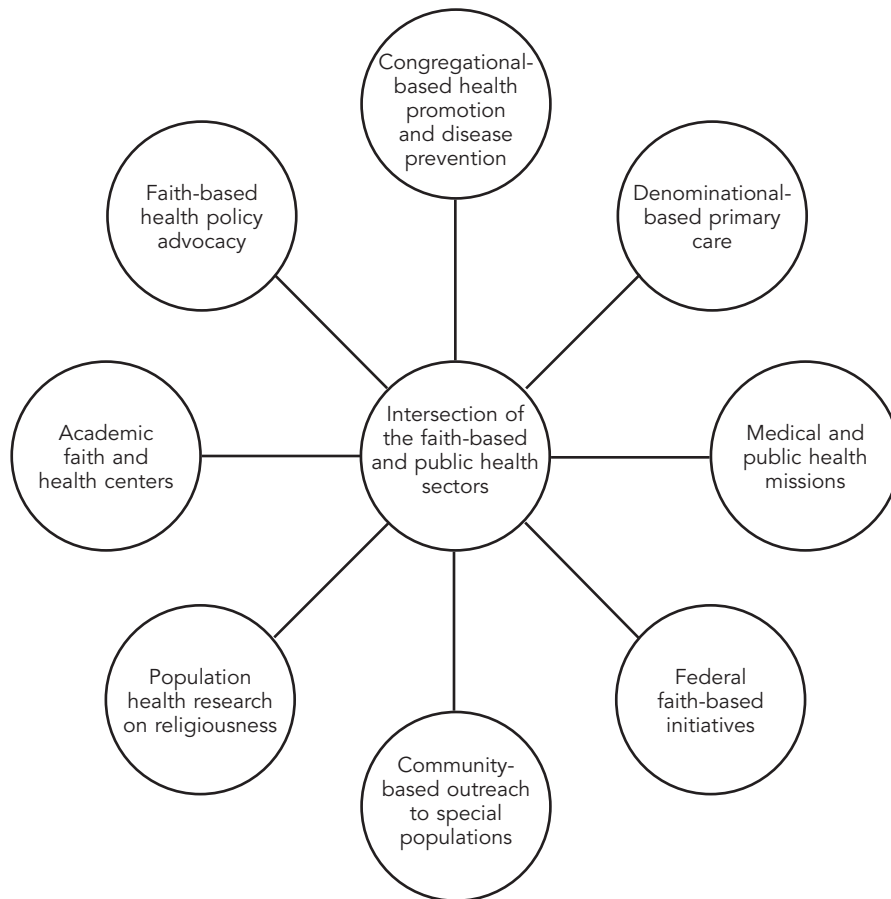 Congregational-
based health
promotion
and disease
prevention
Faith-based
health policy
advocacy
Denominational-
based primary
care
Academic
faith and
health centers
Intersection of
the faith-based
and public health
sectors
Medical and
public health
missions
Population
health research
on religiousness
Federal
faith-based
initiatives
Community-
based outreach
to special
populations